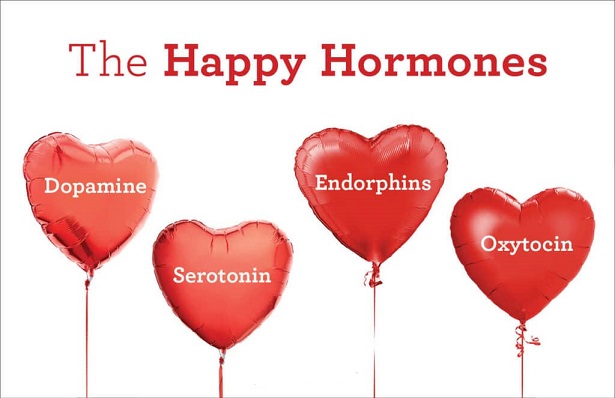 The Happy Hormones
Dopamine
Serotonin
Endorphins
Oxytocin